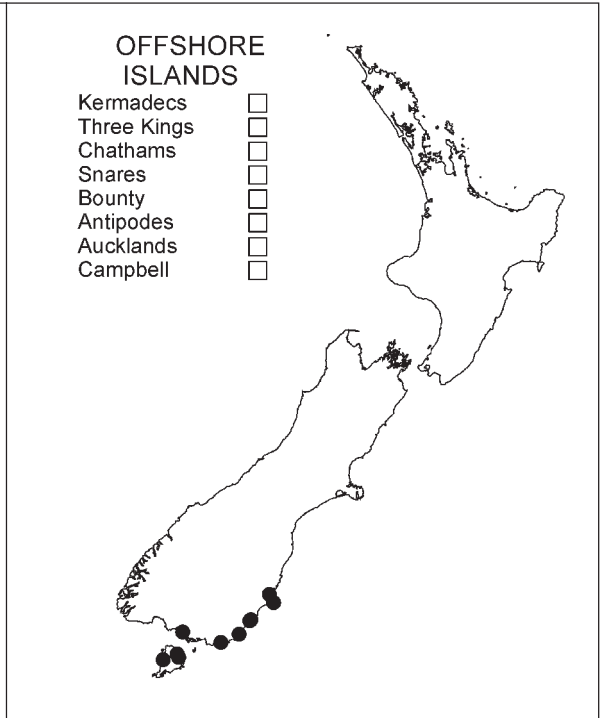 OFFSHORE
ISLANDS
Kermadecs
Three Kings
Chathams
Snares
Bounty
Antipodes
Aucklands
Campbell